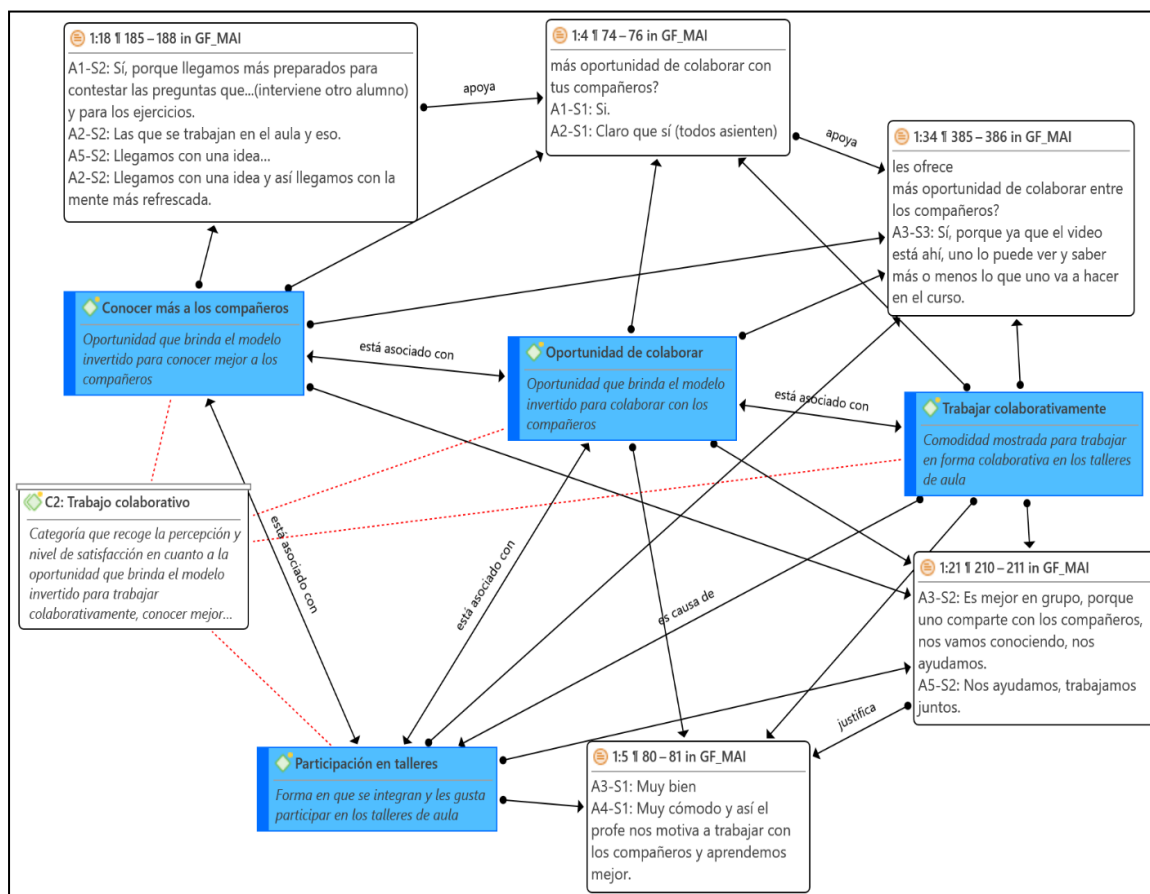 1:18 ¶ 185 – 188 in GF_MAI
A1-S2: Sí, porque llegamos más preparados para
contestar las preguntas que...(interviene otro alumno)
y para los ejercicios.
A2-S2: Las que se trabajan en el aula y eso.
A5-S2: Llegamos con una idea...
A2-S2: Llegamos con una idea y así llegamos con la
mente más refrescada.
apoya
1:4 ¶ 74 – 76 in GF_MAI
más oportunidad de colaborar con
tus compañeros?
A1-S1: Si.
A2-S1: Claro que sí (todos asienten)
apoya
1:34 ¶ 385 – 386 in GF_MAI
les ofrece
más oportunidad de colaborar entre
los compañeros?
A3-S3: Sí, porque ya que el video
está ahí, uno lo puede ver y saber
más o menos lo que uno va a hacer
en el curso.
Conocer más a los compañeros
Oportunidad que brinda el modelo
invertido para conocer mejor a los
compañeros
está asociado con
Oportunidad de colaborar
Oportunidad que brinda el modelo
invertido para colaborar con los
compañeros
está asociado con
Trabajar colaborativamente
Comodidad mostrada para trabajar
en forma colaborativa en los talleres
de aula
C2: Trabajo colaborativo
Categoría que recoge la percepción y
nivel de satisfacción en cuanto a la
oportunidad que brinda el modelo
invertido para trabajar
colaborativamente, conocer mejor...
está asociado con
está asociado con
es causa de
1:21 ¶ 210 – 211 in GF_MAI
A3-S2: Es mejor en grupo, porque
uno comparte con los compañeros,
nos vamos conociendo, nos
ayudamos.
A5-S2: Nos ayudamos, trabajamos
juntos.
justifica
Participación en talleres
Forma en que se integran y les gusta
participar en los talleres de aula
1:5 ¶ 80 – 81 in GF_MAI
A3-S1: Muy bien
A4-S1: Muy cómodo y así el
profe nos motiva a trabajar con
los compañeros y aprendemos
mejor.